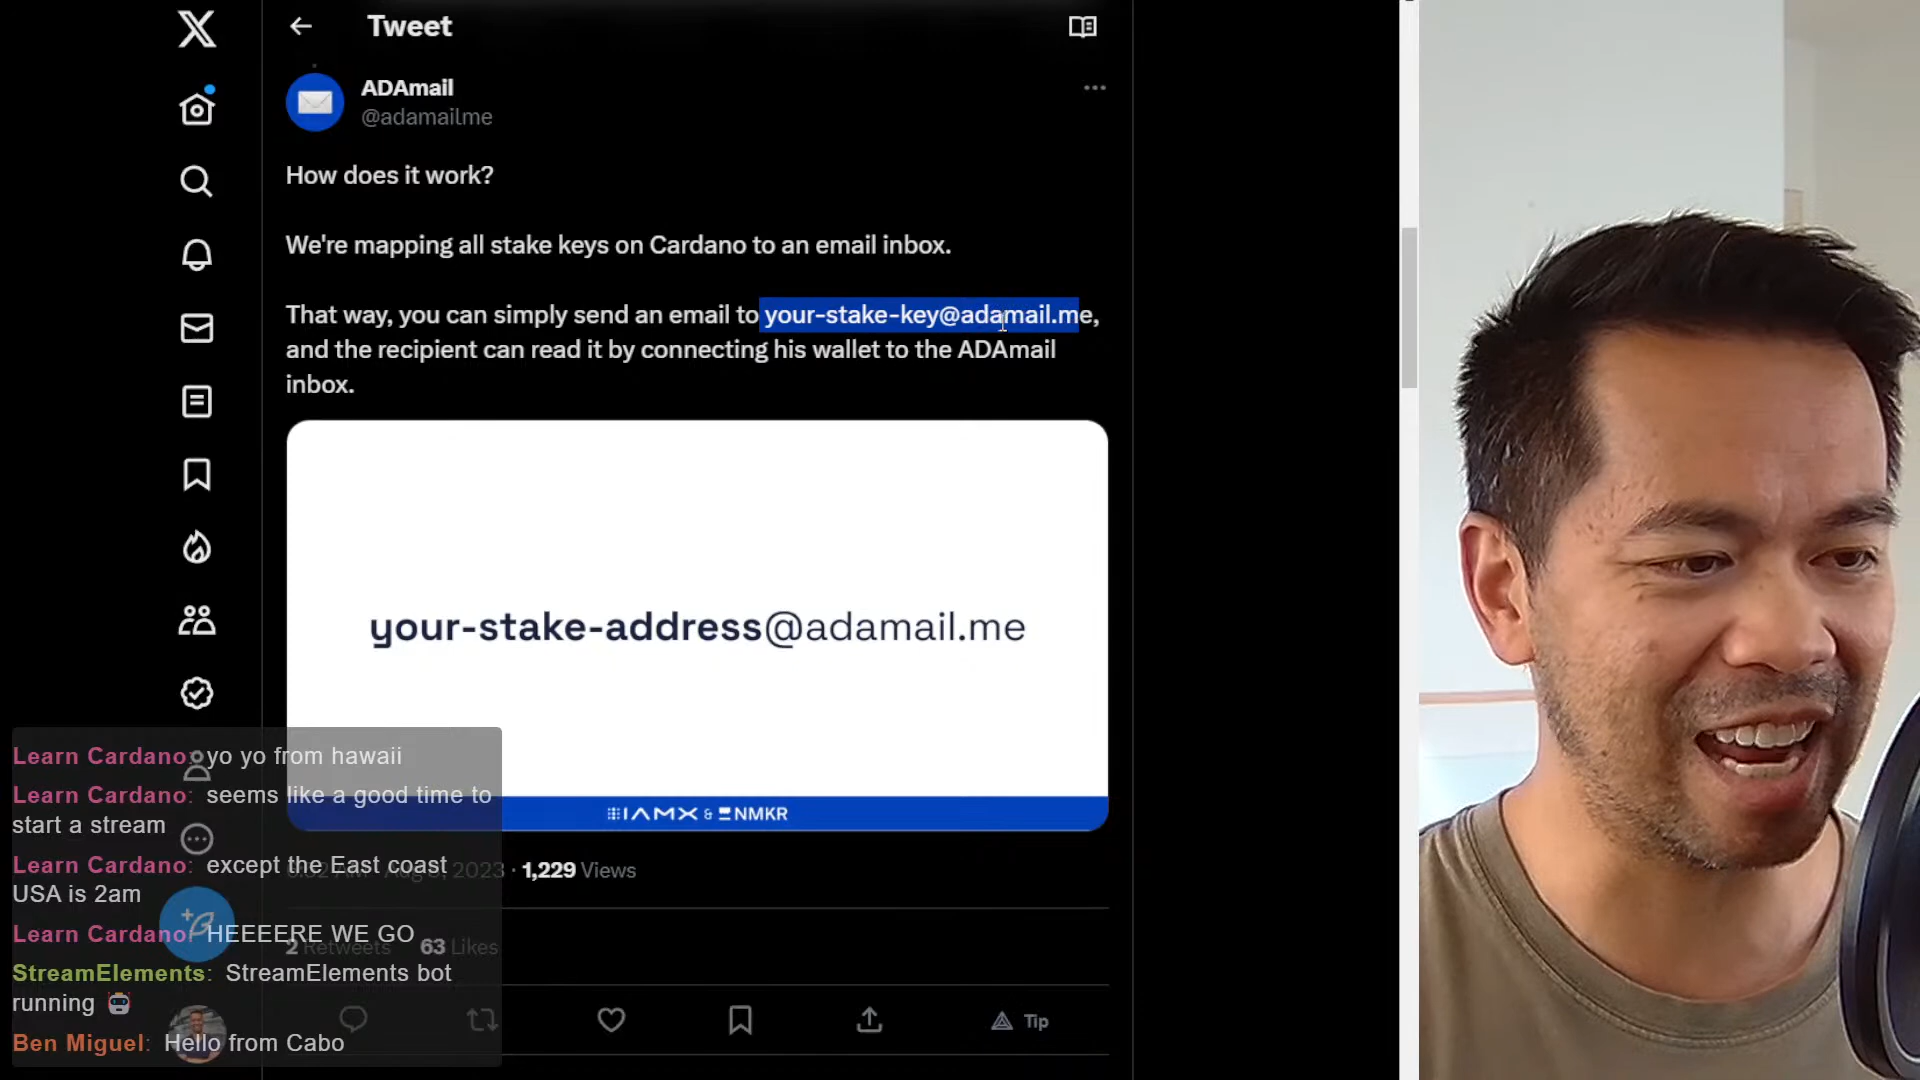 Tweet
ADAmail
@adamailme
How does it work?
We're mapping all stake keys on Cardano to an email inbox.
That way, you can simply send an email to your-stake-key@adamail.me,
and the recipient can read it by connecting his wallet to the ADAmail
inbox.
your-stake-address@adamail.me
IAMX & NMKR
2023 · 1,229 Views
2 Retweets 63 Likes
Tip
Learn Cardano: yo yo from hawaii
Learn Cardano: seems like a good time to
start a stream
Learn Cardano: except the East coast
USA is 2am
Learn Cardano: HEEEERE WE GO
StreamElements: StreamElements bot
running
Ben Miguel: Hello from Cabo